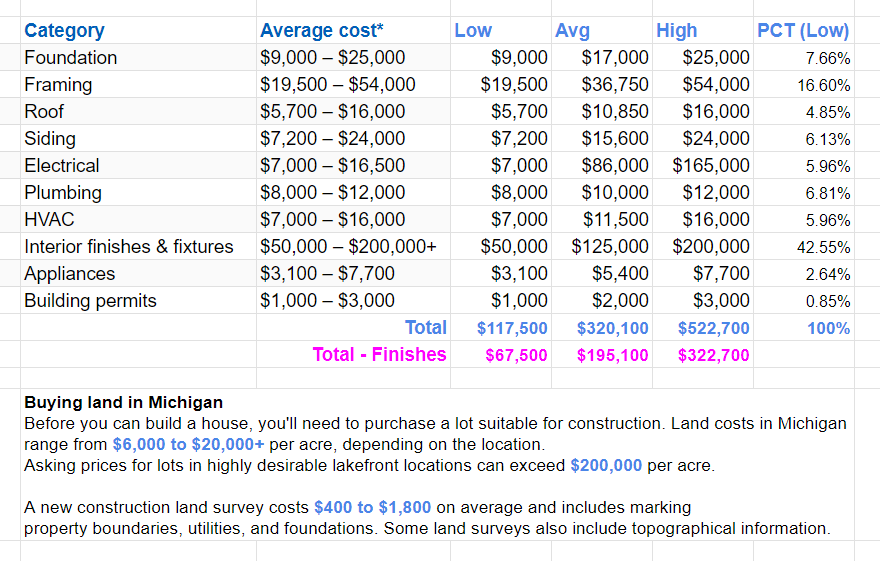 Category Average cost* Low Avg High PCT (Low)
Foundation $9,000 – $25,000 $9,000 $17,000 $25,000 7.66%
Framing $19,500 – $54,000 $19,500 $36,750 $54,000 16.60%
Roof $5,700 – $16,000 $5,700 $10,850 $16,000 4.85%
Siding $7,200 – $24,000 $7,200 $15,600 $24,000 6.13%
Electrical $7,000 – $16,500 $7,000 $86,000 $165,000 5.96%
Plumbing $8,000 – $12,000 $8,000 $10,000 $12,000 6.81%
HVAC $7,000 – $16,000 $7,000 $11,500 $16,000 5.96%
Interior finishes & fixtures $50,000 – $200,000+ $50,000 $125,000 $200,000 42.55%
Appliances $3,100 – $7,700 $3,100 $5,400 $7,700 2.64%
Building permits $1,000 – $3,000 $1,000 $2,000 $3,000 0.85%
Total $117,500 $320,100 $522,700 100%
Total - Finishes $67,500 $195,100 $322,700
Buying land in Michigan
Before you can build a house, you'll need to purchase a lot suitable for construction. Land costs in Michigan
range from $6,000 to $20,000+ per acre, depending on the location.
Asking prices for lots in highly desirable lakefront locations can exceed $200,000 per acre.
A new construction land survey costs $400 to $1,800 on average and includes marking
property boundaries, utilities, and foundations. Some land surveys also include topographical information.